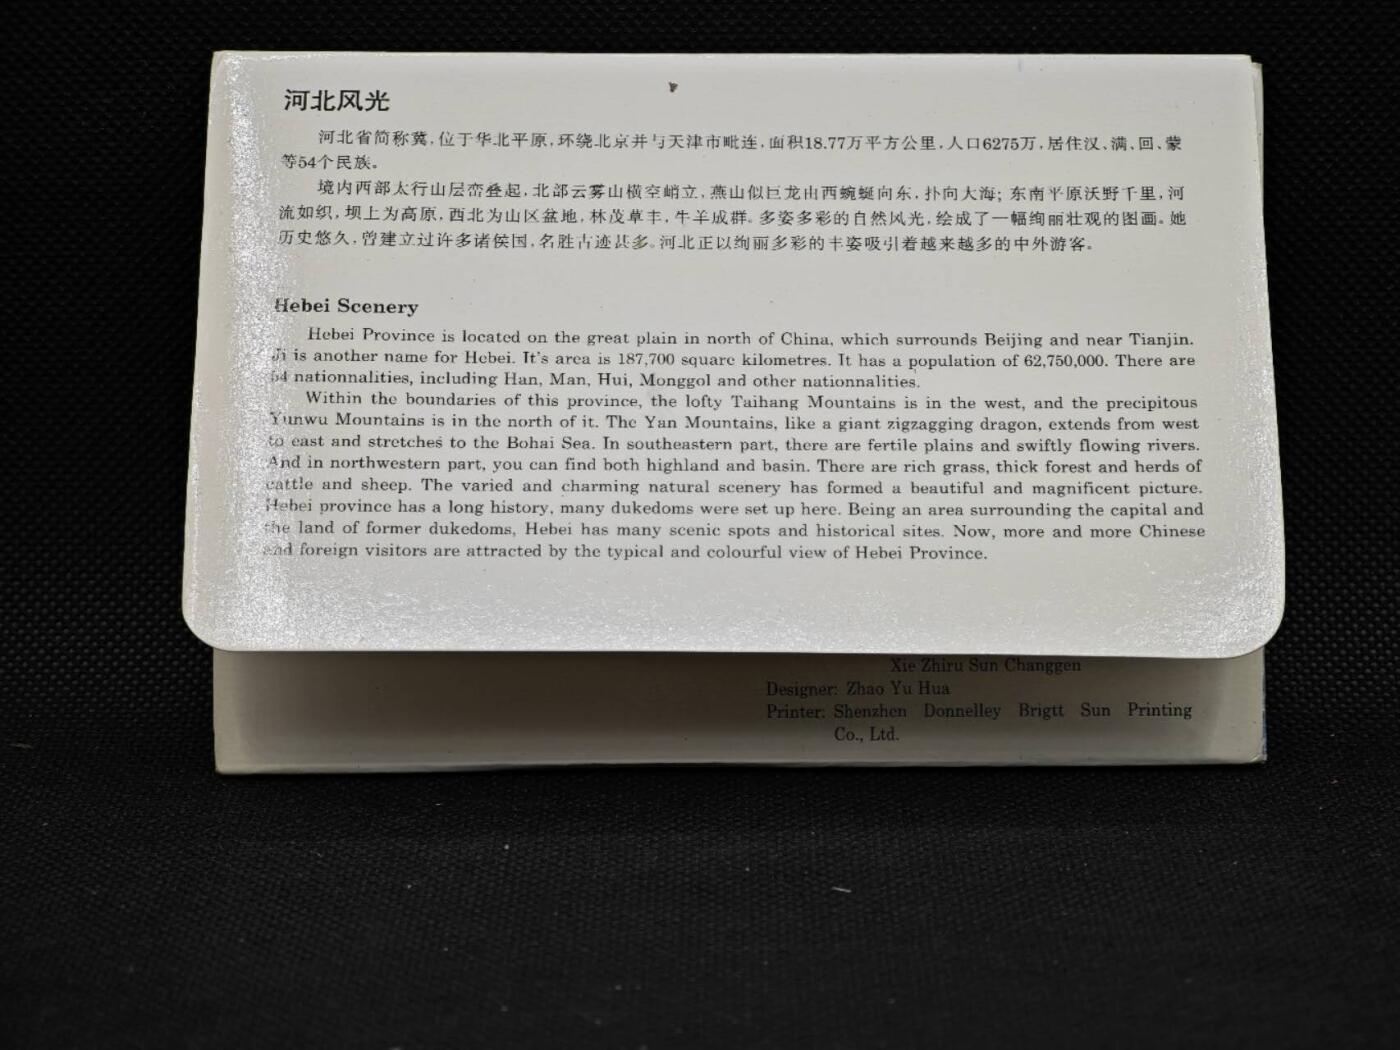 河北风光
河北省简称冀,位于华北平原,环绕北京并与天津市毗连,面积18.77万平方公里,人口6275万,居住汉、满、回、蒙
等54个民族。
境内西部太行山层峦叠起,北部云雾山横空峭立,燕山似巨龙由西蜿蜒向东,扑向大海;东南平原沃野千里,河
流如织,坝上为高原,西北为山区盆地,林茂草丰,牛羊成群。多姿多彩的自然风光,绘成了一幅绚丽壮观的图画。她
历史悠久,曾建立过许多诸侯国,名胜古迹甚多。河北正以绚丽多彩的丰姿吸引着越来越多的中外游客。
Hebei Scenery
Hebei Province is located on the great plain in north of China, which surrounds Beijing and near Tianjin.
Ji is another name for Hebei. It's area is 187,700 square kilometres. It has a population of 62,750,000. There are
54 nationnalities, including Han, Man, Hui, Monggol and other nationnalities.
Within the boundaries of this province, the lofty Taihang Mountains is in the west, and the precipitous
Yunwu Mountains is in the north of it. The Yan Mountains, like a giant zigzagging dragon, extends from west
to east and stretches to the Bohai Sea. In southeastern part, there are fertile plains and swiftly flowing rivers.
And in northwestern part, you can find both highland and basin. There are rich grass, thick forest and herds of
cattle and sheep. The varied and charming natural scenery has formed a beautiful and magnificent picture.
Hebei province has a long history, many dukedoms were set up here. Being an area surrounding the capital and
the land of former dukedoms, Hebei has many scenic spots and historical sites. Now, more and more Chinese
and foreign visitors are attracted by the typical and colourful view of Hebei Province.
Xie Zhiru Sun Changgen
Designer: Zhao Yu Hua
Printer: Shenzhen Donnelley Brigtt Sun Printing
Co., Ltd.